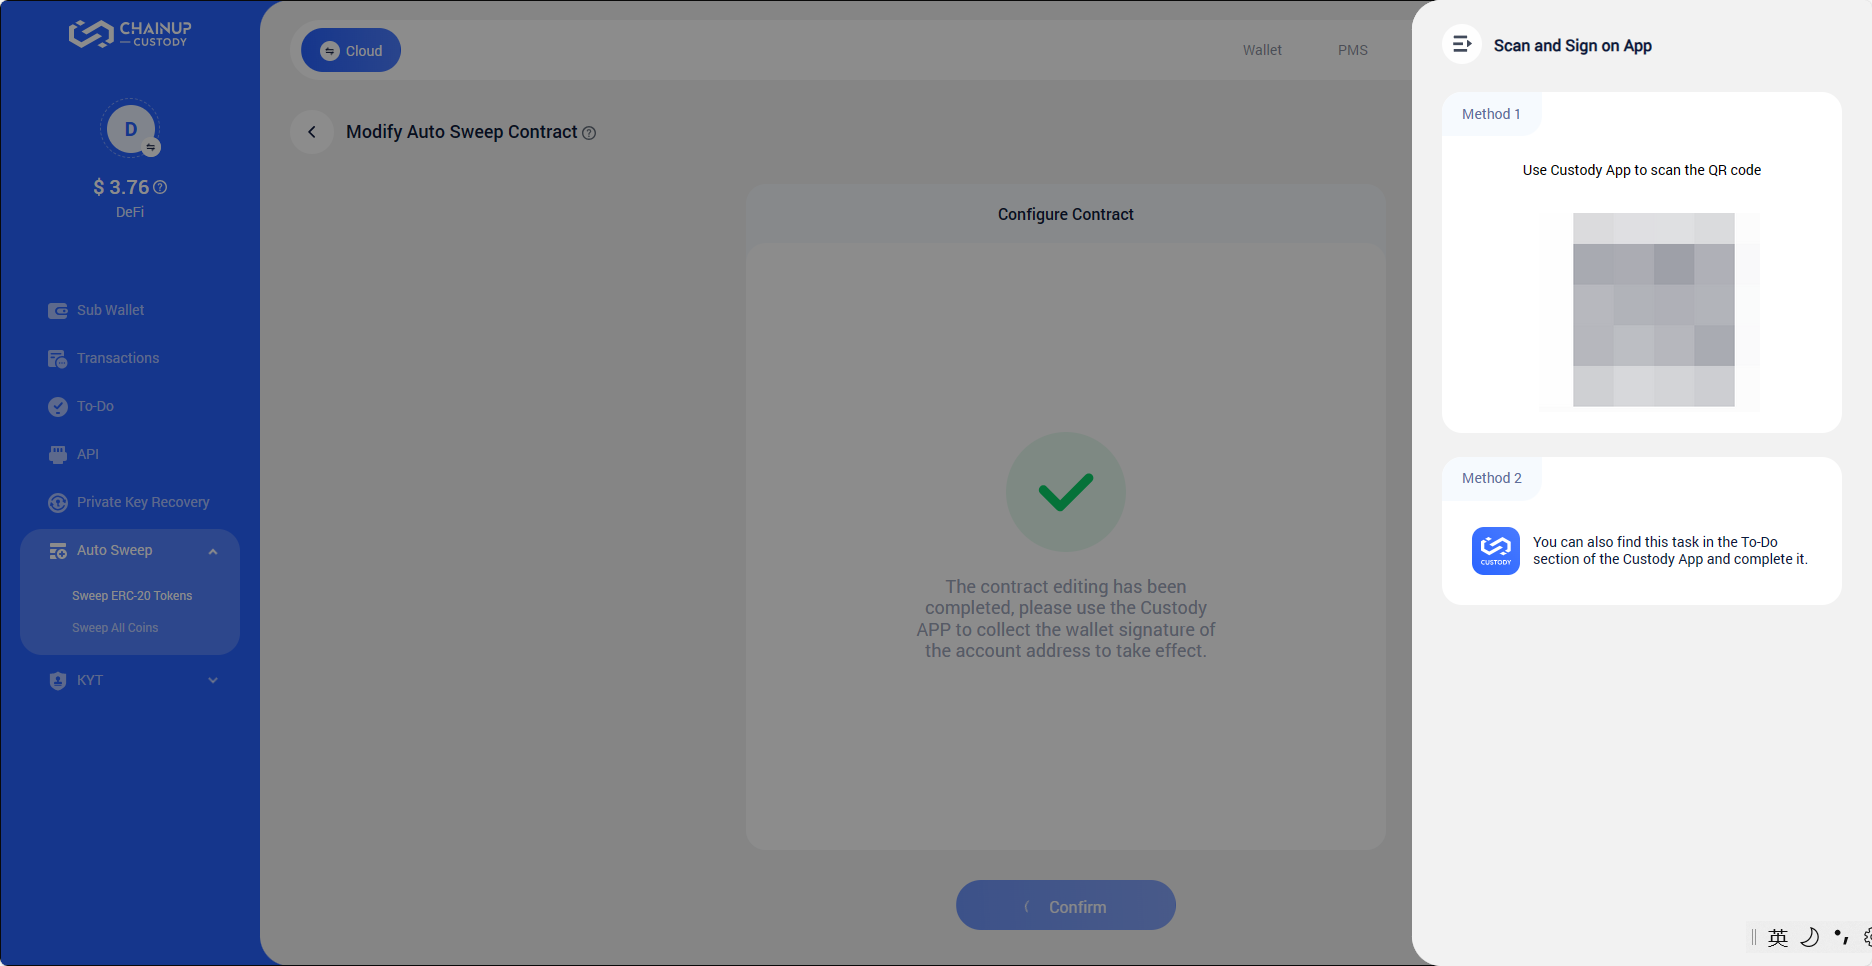 CHAINUP
CUSTODY
D
$ 3.76
DeFi
Sub Wallet
Transactions
To-Do
API
Private Key Recovery
Auto Sweep
Sweep ERC-20 Tokens
Sweep All Coins
KYT
Cloud
Wallet
PMS
Modify Auto Sweep Contract
Configure Contract
The contract editing has been
completed, please use the Custody
APP to collect the wallet signature of
the account address to take effect.
Confirm
Scan and Sign on App
Method 1
Use Custody App to scan the QR code
Method 2
CUSTODY
You can also find this task in the To-Do
section of the Custody App and complete it.
英